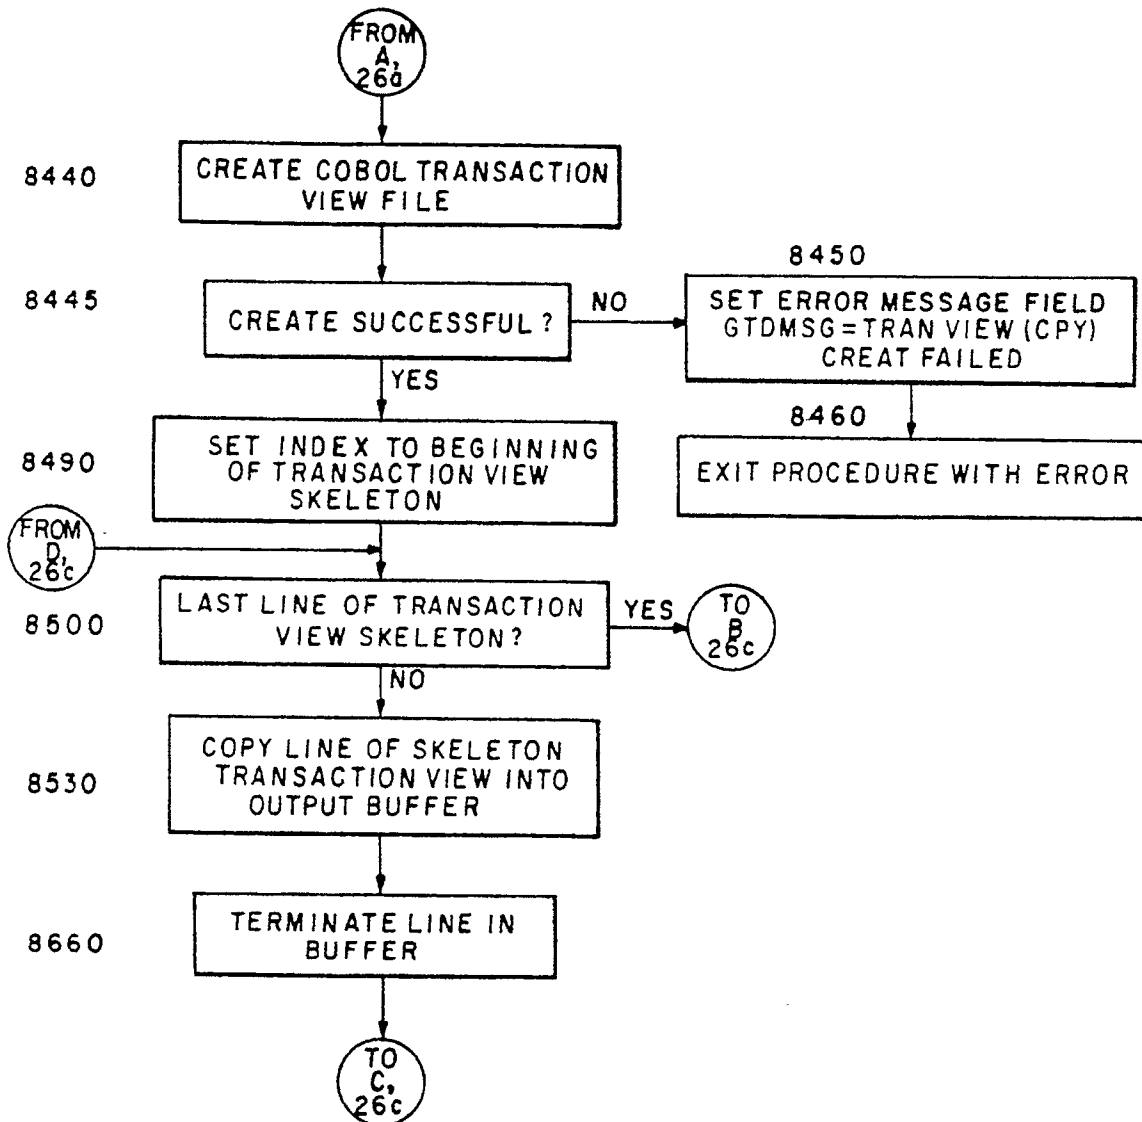 FROM
A,
26a
8440
CREATE COBOL TRANSACTION
VIEW FILE
8445
CREATE SUCCESSFUL?
NO
8450
SET ERROR MESSAGE FIELD
GTDMSG=TRAN VIEW (CPY)
CREAT FAILED
YES
8460
EXIT PROCEDURE WITH ERROR
8490
SET INDEX TO BEGINNING
OF TRANSACTION VIEW
SKELETON
FROM
D,
26c
8500
LAST LINE OF TRANSACTION
VIEW SKELETON?
YES
TO
B
26c
NO
8530
COPY LINE OF SKELETON
TRANSACTION VIEW INTO
OUTPUT BUFFER
8660
TERMINATE LINE IN
BUFFER
TO
C,
26c